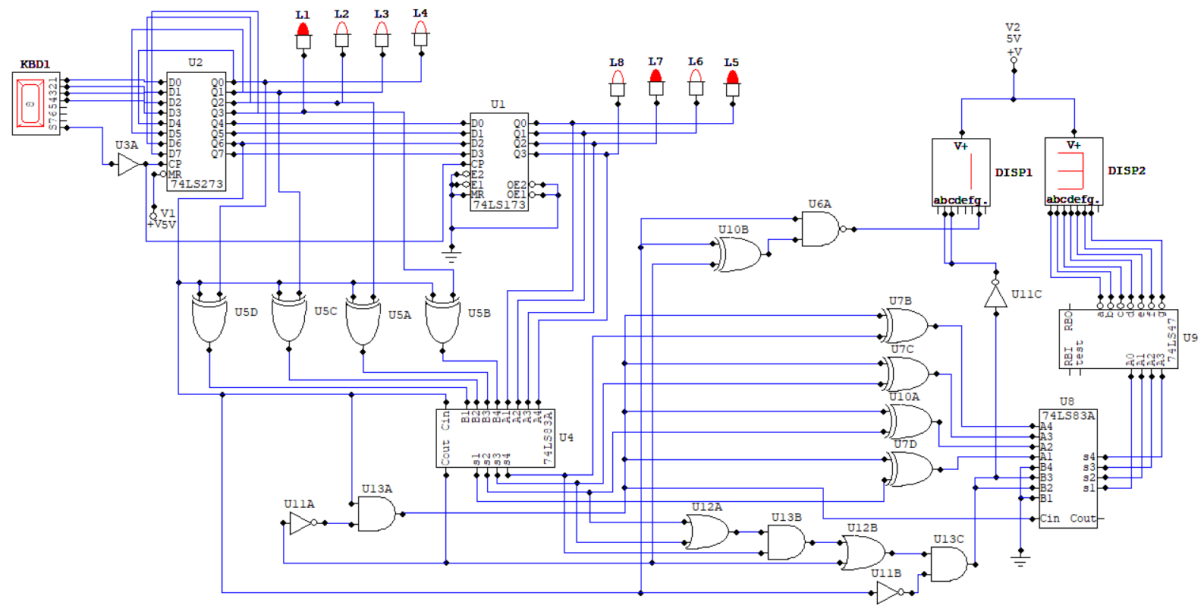 L1
L2
L3
L4
KBD1
S7654321
8
U2
D0 Q0
D1 Q1
D2 Q2
D3 Q3
D4 Q4
D5 Q5
D6 Q6
D7 Q7
CP
MR
74LS273
U3A
V1
+V5V
U1
D0 Q0
D1 Q1
D2 Q2
D3 Q3
CP
E2
E1 OE2
MR OE1
74LS173
L8
L7
L6
L5
V2
5V
+V
V+
abcdefg.
DISP1
V+
abcdefg.
DISP2
U6A
U10B
U11C
U5D
U5C
U5A
U5B
U7B
U7C
U10A
U7D
a b c d e f g
RBO
RBI
test
A0 A1 A2 A3
74LS47
U9
Cin B1 B2 B3 B4 A1 A2 A3 A4
Cout s1 s2 s3 s4
74LS83A
U4
U8
74LS83A
A4
A3
A2
A1 s4
B4 s3
B3 s2
B2 s1
B1
Cin Cout
U11A
U13A
U12A
U13B
U12B
U13C
U11B